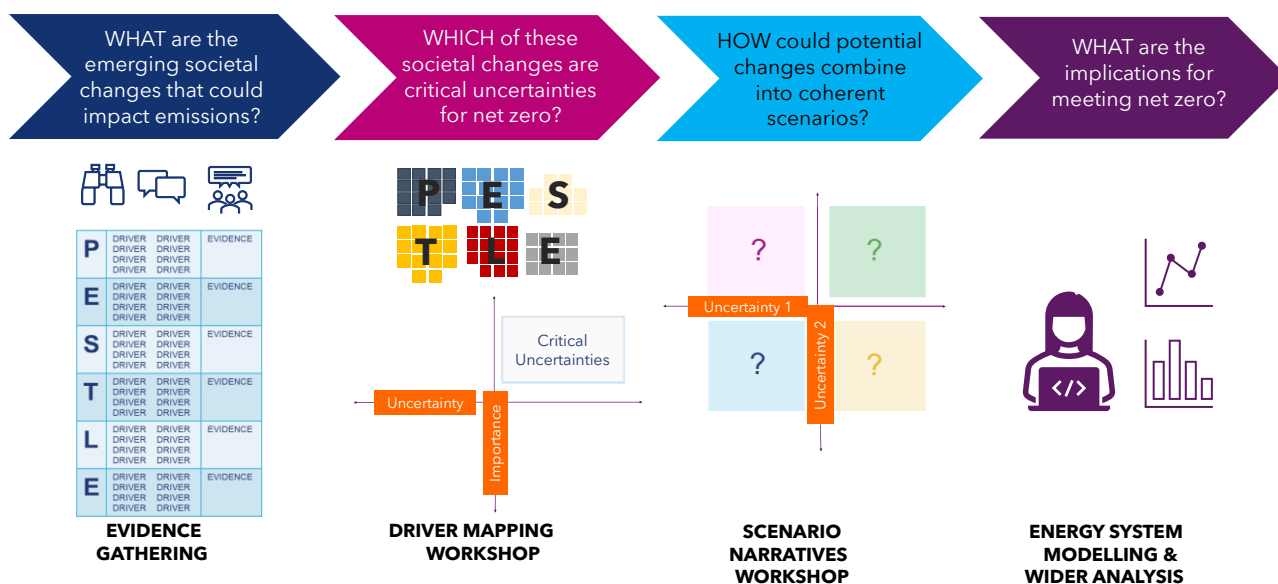 WHAT are the
emerging societal
changes that could
impact emissions?
WHICH of these
societal changes are
critical uncertainties
for net zero?
HOW could potential
changes combine
into coherent
scenarios?
WHAT are the
implications for
meeting net zero?
P
DRIVER DRIVER EVIDENCE
DRIVER DRIVER
DRIVER DRIVER
DRIVER DRIVER
E
DRIVER DRIVER EVIDENCE
DRIVER DRIVER
DRIVER DRIVER
DRIVER DRIVER
S
DRIVER DRIVER EVIDENCE
DRIVER DRIVER
DRIVER DRIVER
DRIVER DRIVER
T
DRIVER DRIVER EVIDENCE
DRIVER DRIVER
DRIVER DRIVER
DRIVER DRIVER
L
DRIVER DRIVER EVIDENCE
DRIVER DRIVER
DRIVER DRIVER
DRIVER DRIVER
E
DRIVER DRIVER EVIDENCE
DRIVER DRIVER
DRIVER DRIVER
DRIVER DRIVER
EVIDENCE
GATHERING
P E S
T L E
Critical
Uncertainties
Uncertainty
Importance
DRIVER MAPPING
WORKSHOP
? ?
Uncertainty 1
Uncertainty 2
? ?
SCENARIO
NARRATIVES
WORKSHOP
</>
ENERGY SYSTEM
MODELLING &
WIDER ANALYSIS